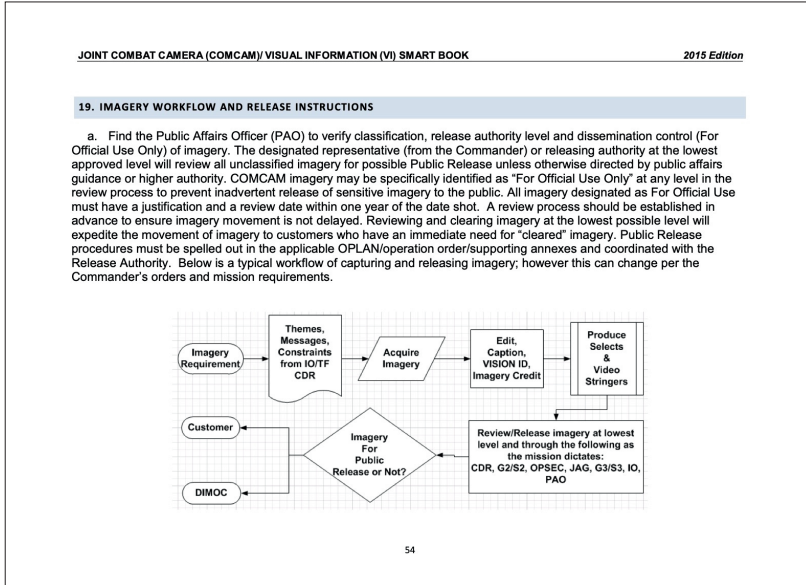 JOINT COMBAT CAMERA (COMCAM)/ VISUAL INFORMATION (VI) SMART BOOK 2015 Edition
19. IMAGERY WORKFLOW AND RELEASE INSTRUCTIONS
a. Find the Public Affairs Officer (PAO) to verify classification, release authority level and dissemination control (For
Official Use Only) of imagery. The designated representative (from the Commander) or releasing authority at the lowest
approved level will review all unclassified imagery for possible Public Release unless otherwise directed by public affairs
guidance or higher authority. COMCAM imagery may be specifically identified as “For Official Use Only” at any level in the
review process to prevent inadvertent release of sensitive imagery to the public. All imagery designated as For Official Use
must have a justification and a review date within one year of the date shot. A review process should be established in
advance to ensure imagery movement is not delayed. Reviewing and clearing imagery at the lowest possible level will
expedite the movement of imagery to customers who have an immediate need for “cleared” imagery. Public Release
procedures must be spelled out in the applicable OPLAN/operation order/supporting annexes and coordinated with the
Release Authority. Below is a typical workflow of capturing and releasing imagery; however this can change per the
Commander’s orders and mission requirements.
Imagery
Requirement
Themes,
Messages,
Constraints
from IO/TF
CDR
Acquire
Imagery
Edit,
Caption,
VISION ID,
Imagery Credit
Produce
Selects
&
Video
Stringers
Customer
DIMOC
Imagery
For
Public
Release or Not?
Review/Release imagery at lowest
level and through the following as
the mission dictates:
CDR, G2/S2, OPSEC, JAG, G3/S3, IO,
PAO
54